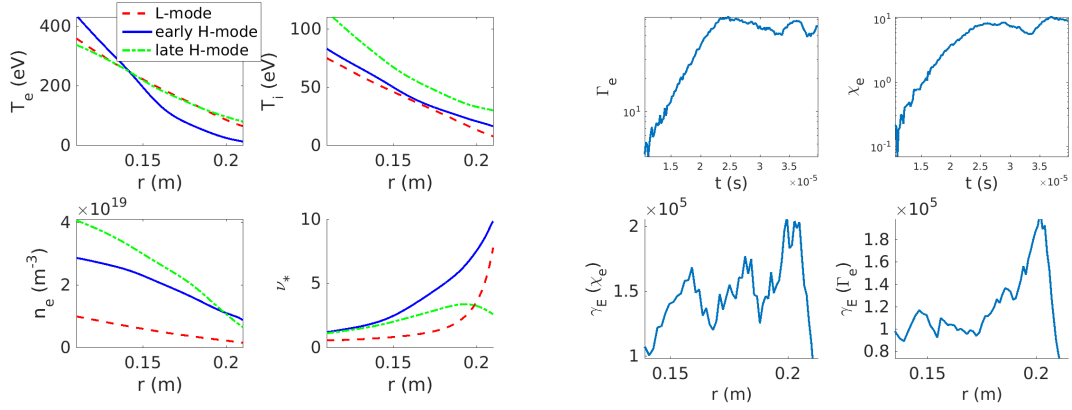 L-mode
early H-mode
late H-mode
T_e (eV)
400
200
0
0.15
0.2
r (m)
T_i (eV)
100
50
0
0.15
0.2
r (m)
Γ_e
10^1
1.5
2
2.5
3
3.5
t (s)
×10^-5
χ_e
10^1
10^0
10^-1
1.5
2
2.5
3
3.5
t (s)
×10^-5
×10^19
n_e (m^-3)
4
2
0
0.15
0.2
r (m)
ν_*
10
5
0
0.15
0.2
r (m)
×10^5
γ_E (χ_e)
2
1.5
1
0.15
0.2
r (m)
×10^5
γ_E (Γ_e)
1.8
1.6
1.4
1.2
1
0.8
0.15
0.2
r (m)